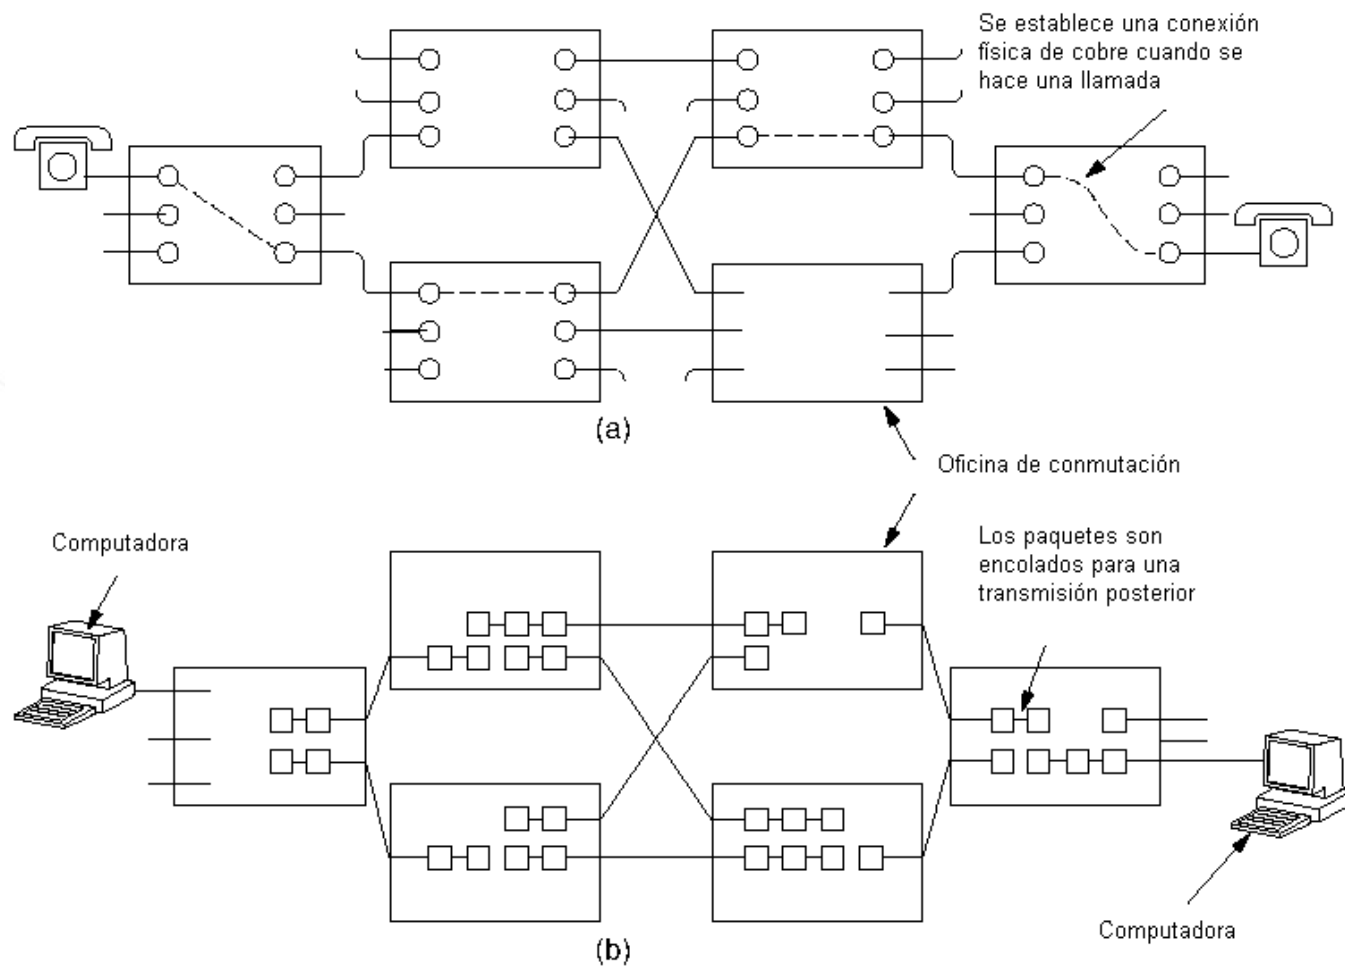 Se establece una conexión
física de cobre cuando se
hace una llamada
(a)
Oficina de conmutación
Computadora
Los paquetes son
encolados para una
transmisión posterior
Computadora
(b)